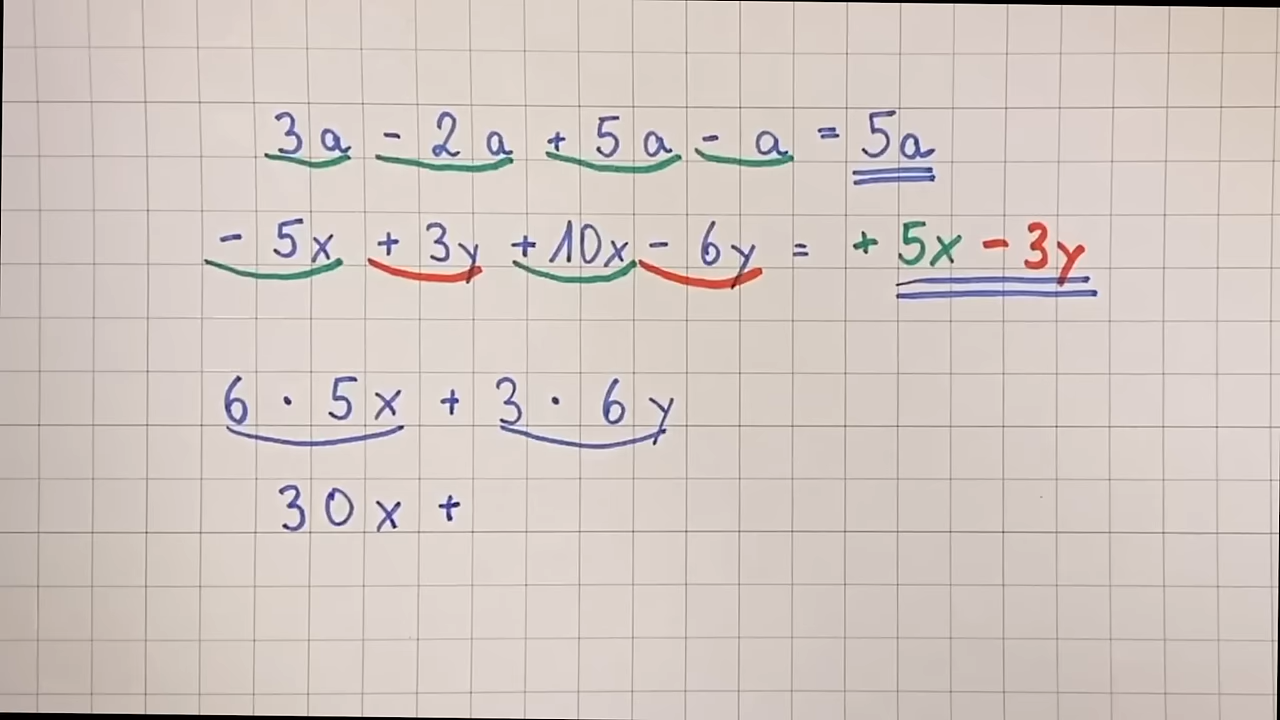 3a - 2a + 5a - a = 5a
- 5x + 3y + 10x - 6y = + 5x - 3y
6 · 5x + 3 · 6y
30x +